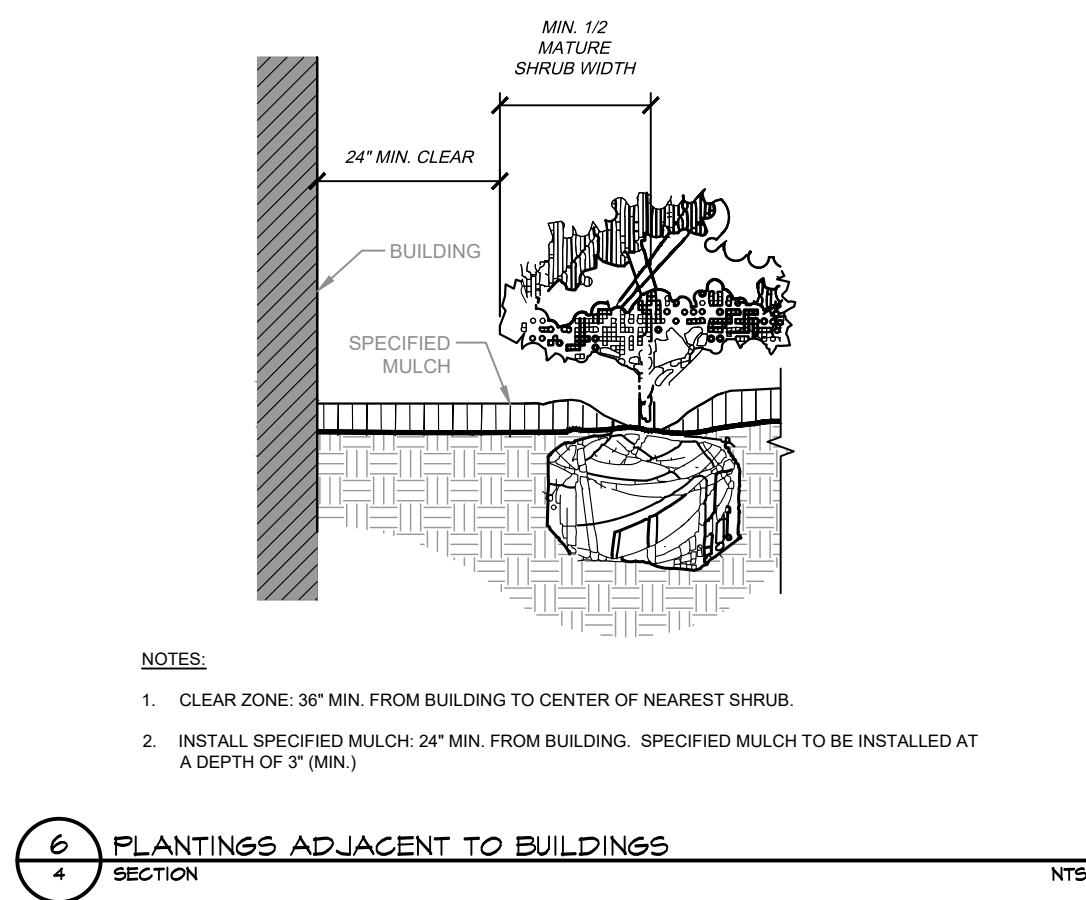 MIN. 1/2
MATURE
SHRUB WIDTH
24" MIN. CLEAR
BUILDING
SPECIFIED
MULCH
NOTES:
1. CLEAR ZONE: 36" MIN. FROM BUILDING TO CENTER OF NEAREST SHRUB.
2. INSTALL SPECIFIED MULCH: 24" MIN. FROM BUILDING. SPECIFIED MULCH TO BE INSTALLED AT
A DEPTH OF 3" (MIN.)
6 PLANTINGS ADJACENT TO BUILDINGS
4 SECTION NTS